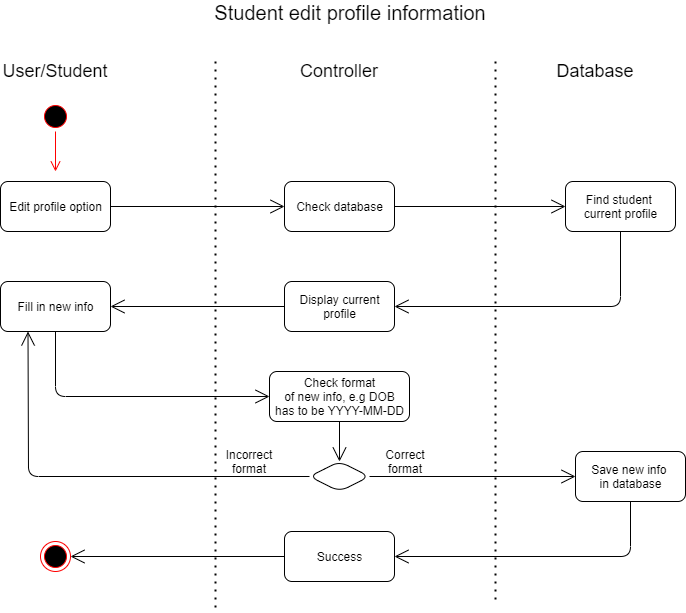 Student edit profile information
User/Student
Controller
Database
Edit profile option
Check database
Find student
current profile
Fill in new info
Display current
profile
Check format
of new info, e.g DOB
has to be YYYY-MM-DD
Incorrect
format
Correct
format
Save new info
in database
Success